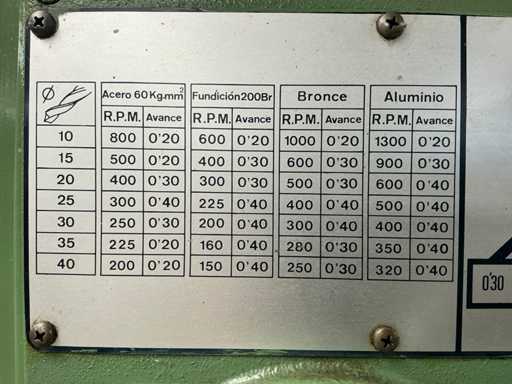 Ø Acero 60Kg.mm² Fundición200Br Bronce Aluminio
R.P.M. Avance R.P.M. Avance R.P.M. Avance R.P.M. Avance
10 800 0'20 600 0'20 1000 0'20 1300 0'20
15 500 0'20 400 0'30 600 0'30 900 0'30
20 400 0'30 300 0'30 500 0'30 600 0'40
25 300 0'40 225 0'40 400 0'40 500 0'40
30 250 0'30 200 0'40 300 0'40 400 0'40
35 225 0'20 160 0'40 280 0'30 350 0'40
40 200 0'20 150 0'40 250 0'30 320 0'40
0'30